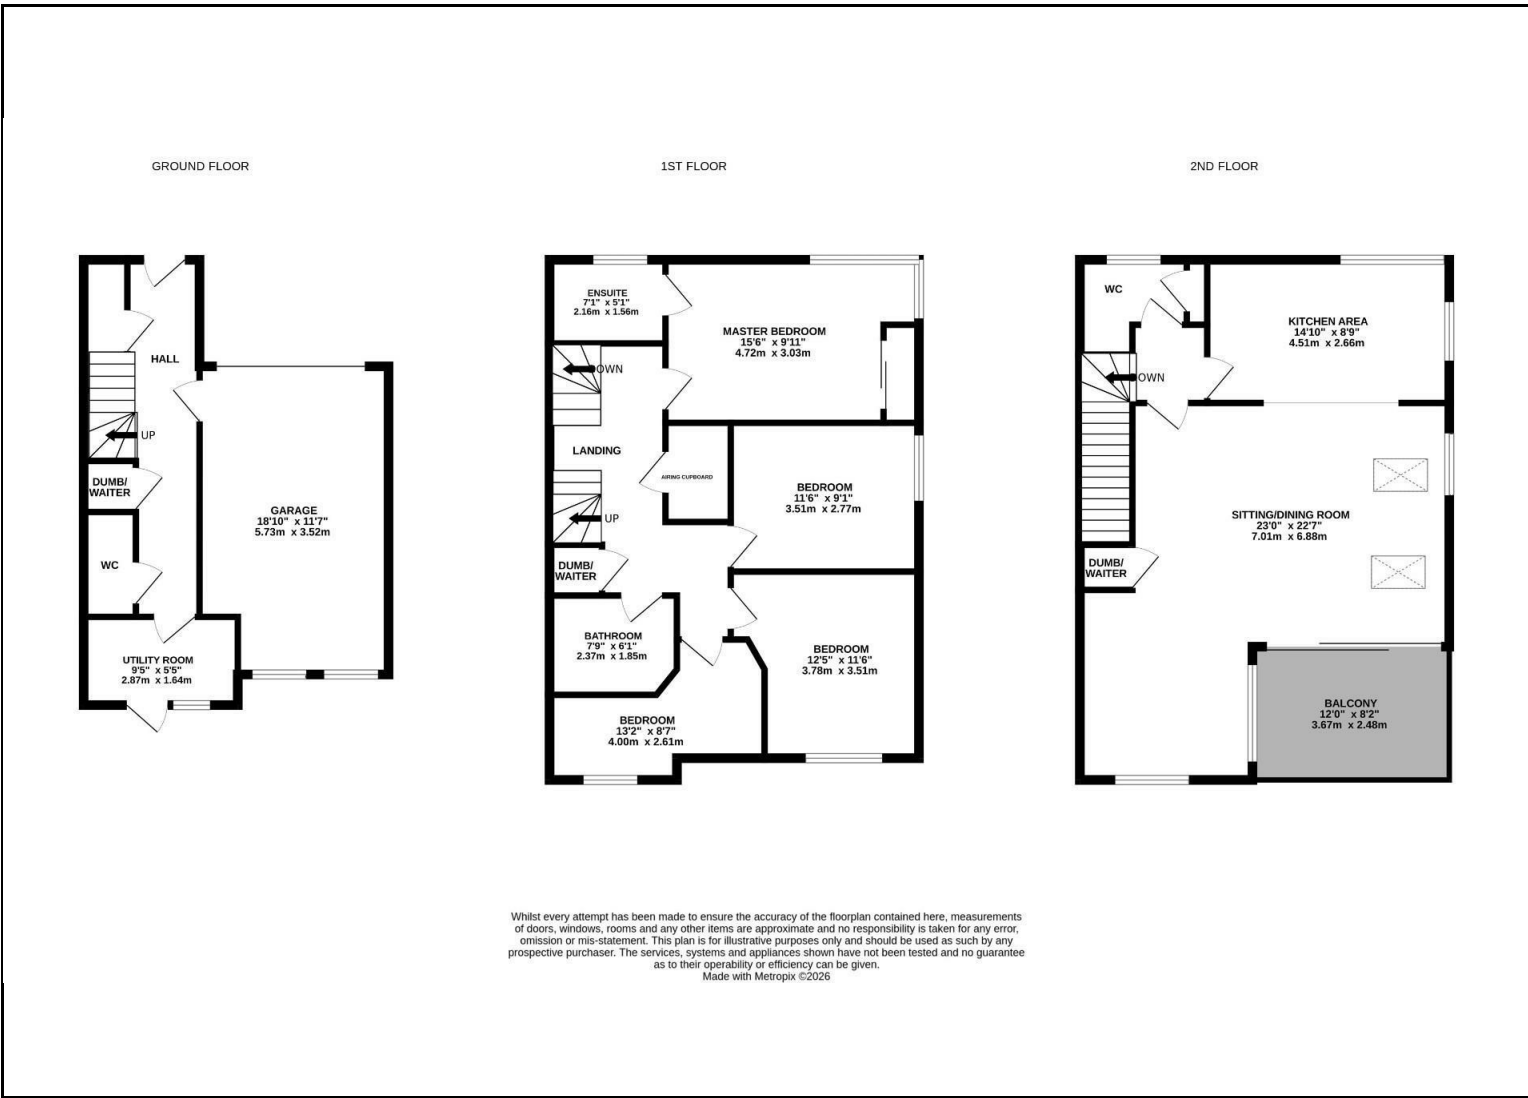 GROUND FLOOR
1ST FLOOR
2ND FLOOR
HALL
UP
DUMB/
WAITER
WC
GARAGE
18'10" x 11'7"
5.73m x 3.52m
UTILITY ROOM
9'5" x 5'5"
2.87m x 1.64m
ENSUITE
7'1" x 5'1"
2.16m x 1.56m
MASTER BEDROOM
15'6" x 9'11"
4.72m x 3.03m
OWN
LANDING
AIRING CUPBOARD
BEDROOM
11'6" x 9'1"
3.51m x 2.77m
UP
DUMB/
WAITER
BATHROOM
7'9" x 6'1"
2.37m x 1.85m
BEDROOM
12'5" x 11'6"
3.78m x 3.51m
BEDROOM
13'2" x 8'7"
4.00m x 2.61m
WC
KITCHEN AREA
14'10" x 8'9"
4.51m x 2.66m
OWN
SITTING/DINING ROOM
23'0" x 22'7"
7.01m x 6.88m
DUMB/
WAITER
BALCONY
12'0" x 8'2"
3.67m x 2.48m
Whilst every attempt has been made to ensure the accuracy of the floorplan contained here, measurements
of doors, windows, rooms and any other items are approximate and no responsibility is taken for any error,
omission or mis-statement. This plan is for illustrative purposes only and should be used as such by any
prospective purchaser. The services, systems and appliances shown have not been tested and no guarantee
as to their operability or efficiency can be given.
Made with Metropix ©2026